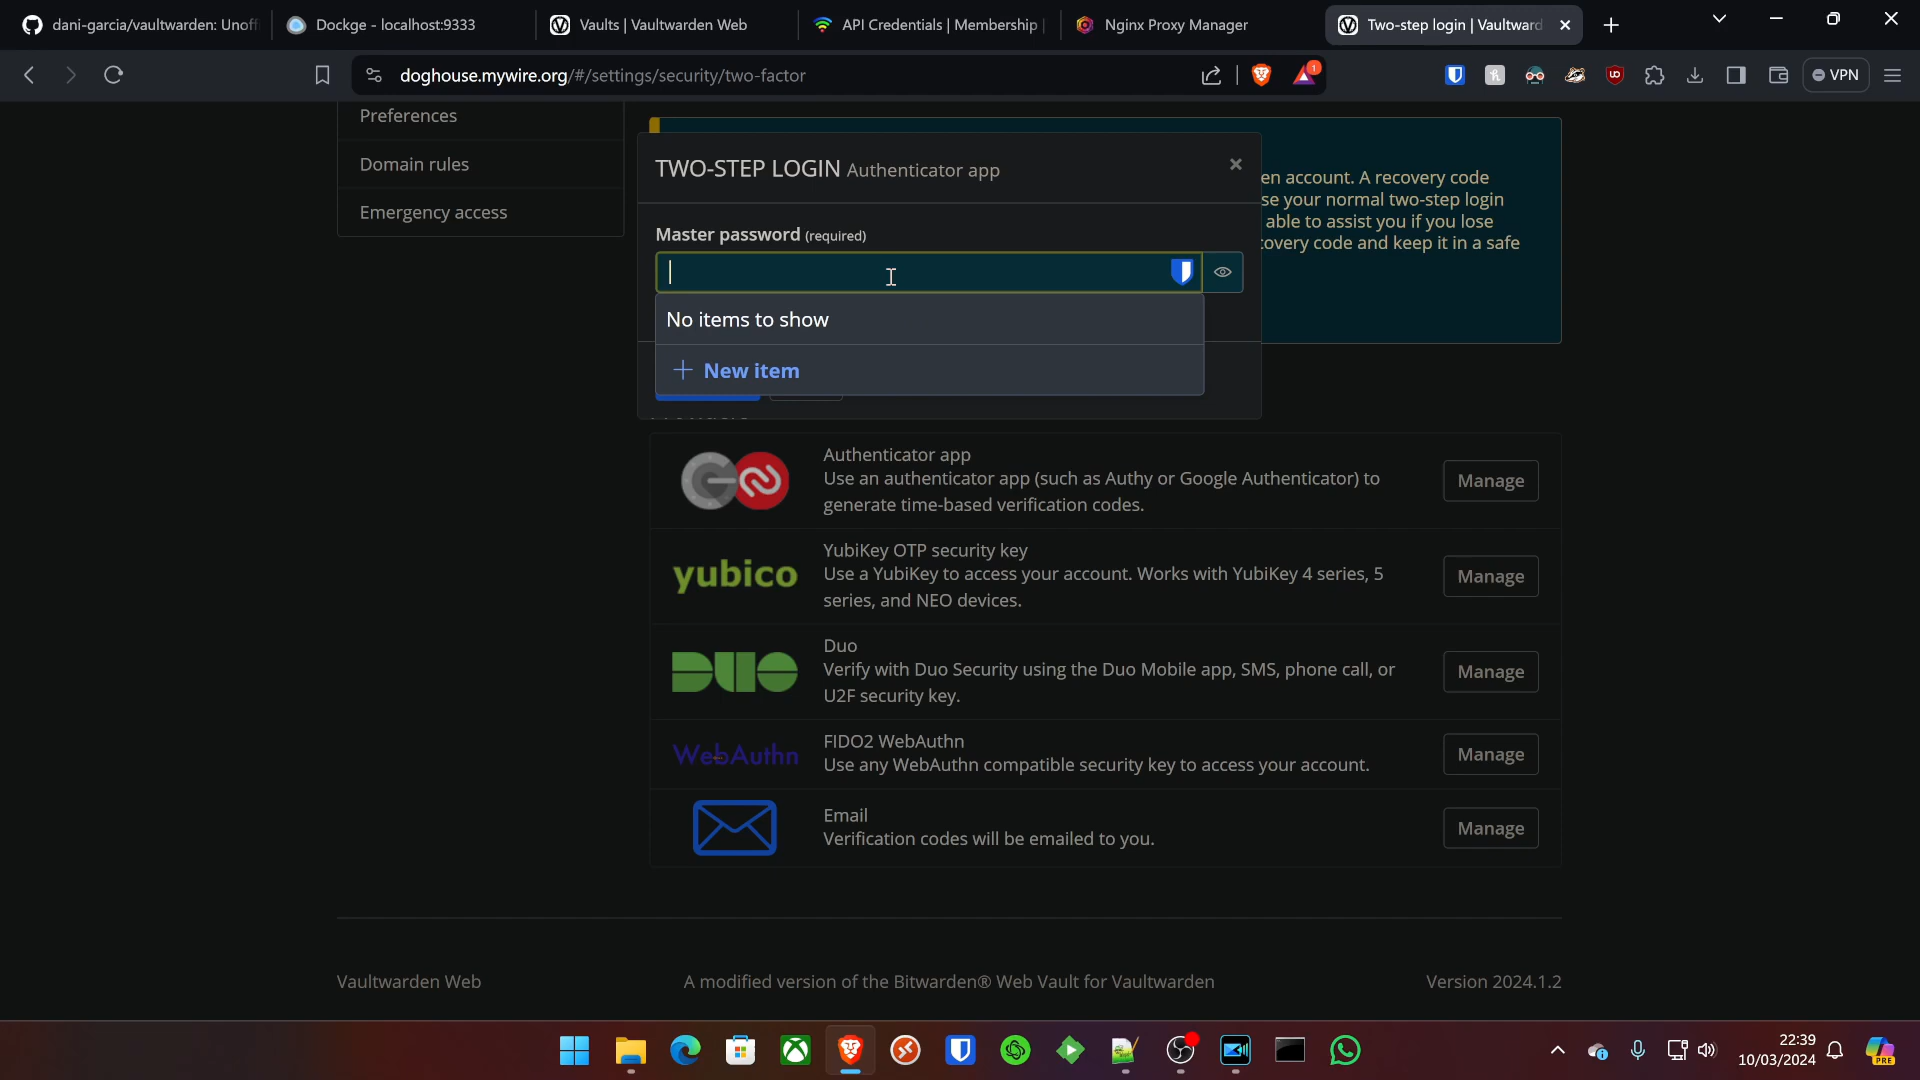 dani-garcia/vaultwarden: Unoff
Dockge - localhost:9333
Vaults | Vaultwarden Web
API Credentials | Membership
Nginx Proxy Manager
Two-step login | Vaultward
doghouse.mywire.org/#/settings/security/two-factor
1
VPN
Preferences
Domain rules
Emergency access
TWO-STEP LOGIN Authenticator app
en account. A recovery code
se your normal two-step login
able to assist you if you lose
covery code and keep it in a safe
Master password (required)
No items to show
New item
Authenticator app
Use an authenticator app (such as Authy or Google Authenticator) to
generate time-based verification codes.
Manage
yubico
YubiKey OTP security key
Use a YubiKey to access your account. Works with YubiKey 4 series, 5
series, and NEO devices.
Manage
DUO
Duo
Verify with Duo Security using the Duo Mobile app, SMS, phone call, or
U2F security key.
Manage
WebAuthn
FIDO2 WebAuthn
Use any WebAuthn compatible security key to access your account.
Manage
Email
Verification codes will be emailed to you.
Manage
Vaultwarden Web
A modified version of the Bitwarden® Web Vault for Vaultwarden
Version 2024.1.2
22:39
10/03/2024
PRE